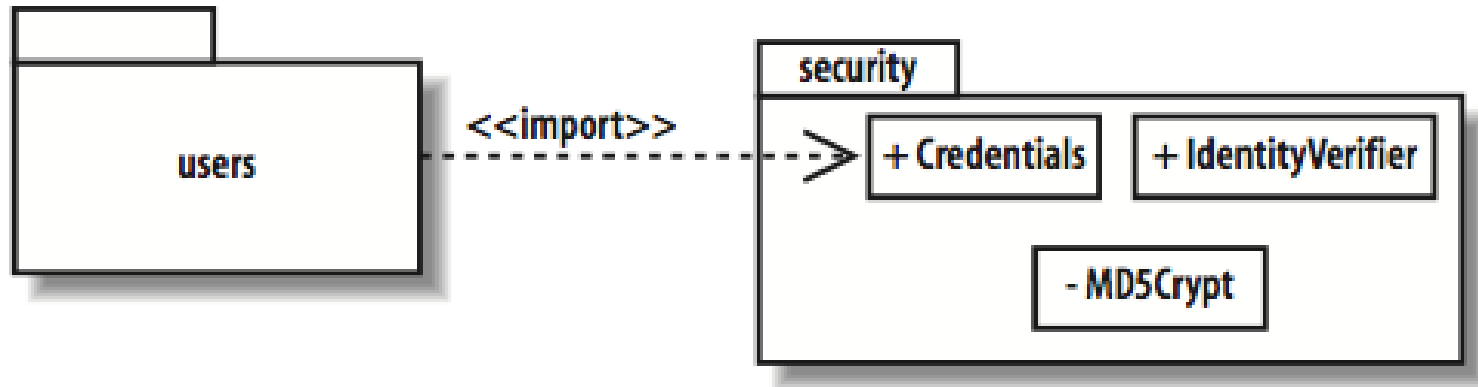 security
<<import>>
users
+ Credentials
+ IdentityVerifier
- MD5Crypt